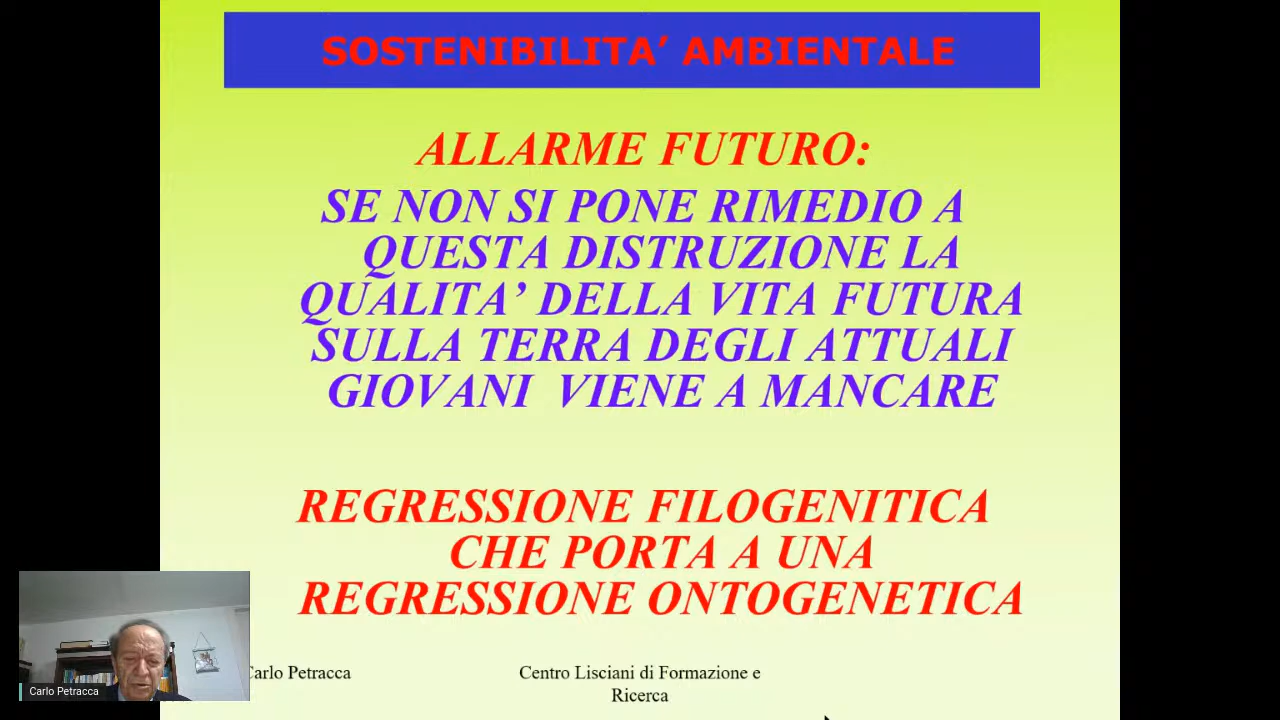 SOSTENIBILITA’ AMBIENTALE
ALLARME FUTURO:
SE NON SI PONE RIMEDIO A
QUESTA DISTRUZIONE LA
QUALITA’ DELLA VITA FUTURA
SULLA TERRA DEGLI ATTUALI
GIOVANI VIENE A MANCARE
REGRESSIONE FILOGENITICA
CHE PORTA A UNA
REGRESSIONE ONTOGENETICA
Carlo Petracca
Centro Lisciani di Formazione e
Ricerca
Carlo Petracca